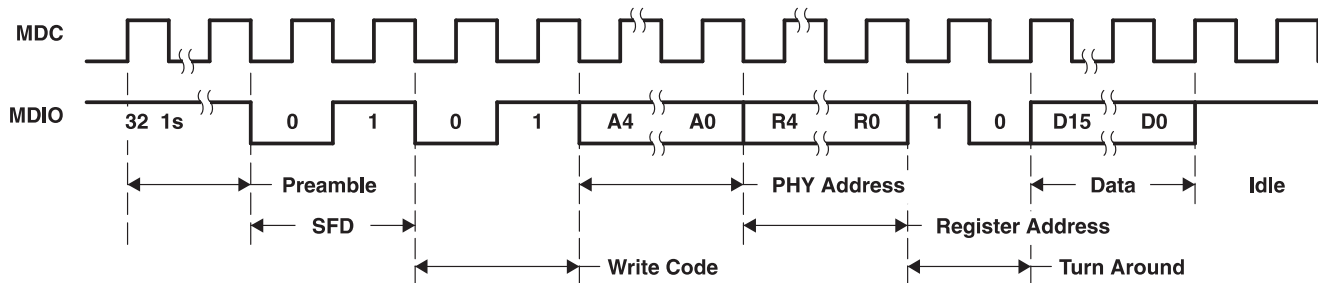 MDC
MDIO
32 1s 0 1 0 1 A4 A0 R4 R0 1 0 D15 D0
Preamble PHY Address Data Idle
SFD Register Address
Write Code Turn Around